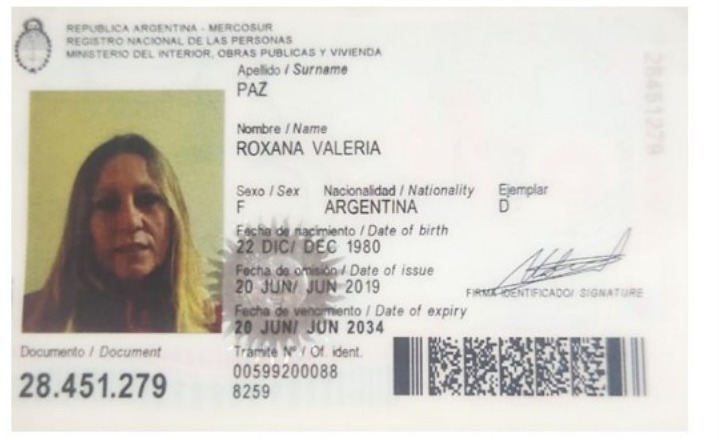 REPUBLICA ARGENTINA - MERCOSUR
REGISTRO NACIONAL DE LAS PERSONAS
MINISTERIO DEL INTERIOR, OBRAS PUBLICAS Y VIVIENDA
Apellido / Surname
PAZ
Nombre / Name
ROXANA VALERIA
Sexo / Sex Nacionalidad / Nationality Ejemplar
F ARGENTINA D
Fecha de nacimiento / Date of birth
22 DIC/ DEC 1980
Fecha de emisión / Date of issue
20 JUN/ JUN 2019
FIRMA IDENTIFICADO/ SIGNATURE
Fecha de vencimiento / Date of expiry
20 JUN/ JUN 2034
Documento / Document
28.451.279
Trámite Nº / Of. ident.
00599200088
8259